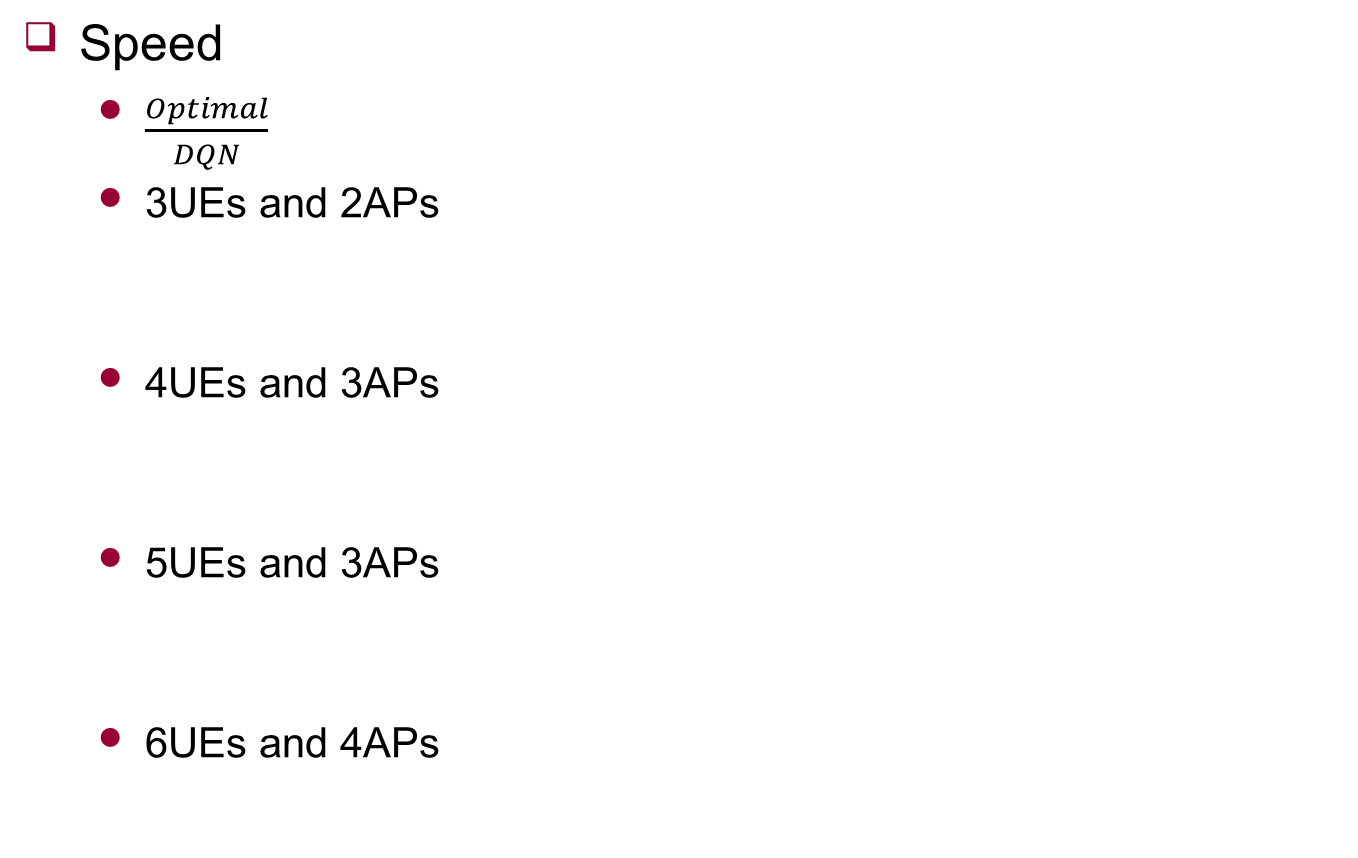 Speed
Optimal
DQN
3UEs and 2APs
4UEs and 3APs
5UEs and 3APs
6UEs and 4APs